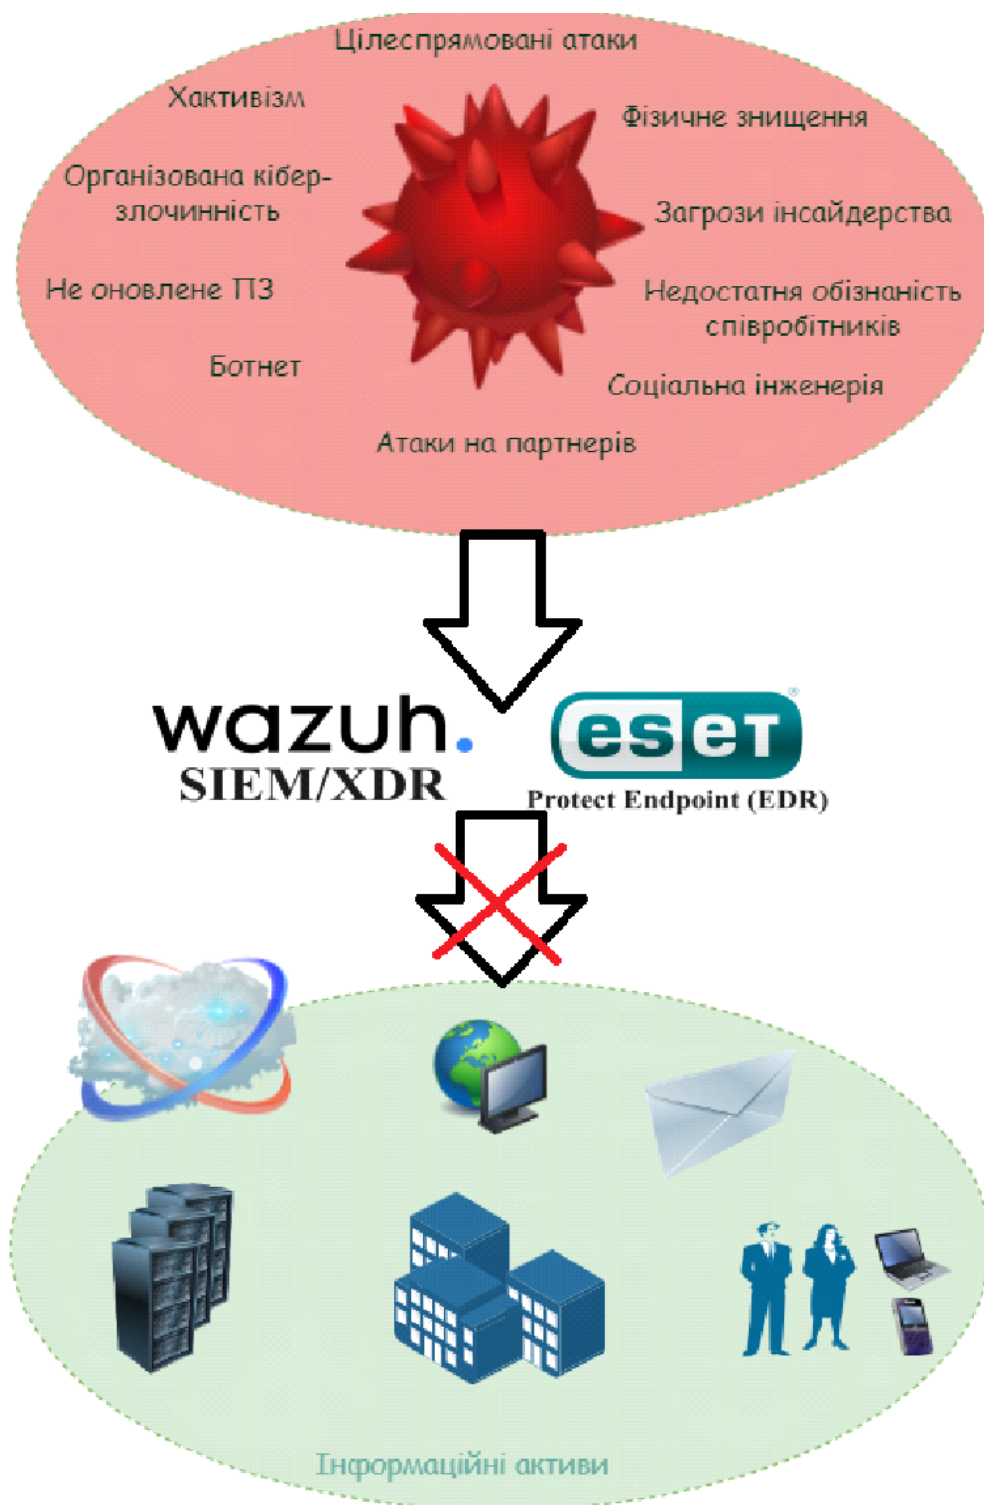 Цілеспрямовані атаки
Хактивізм
Фізичне знищення
Організована кібер-
злочинність
Загрози інсайдерства
Не оновлене ПЗ
Недостатня обізнаність
співробітників
Ботнет
Соціальна інженерія
Атаки на партнерів
wazuh.
SIEM/XDR
eset®
Protect Endpoint (EDR)
Інформаційні активи